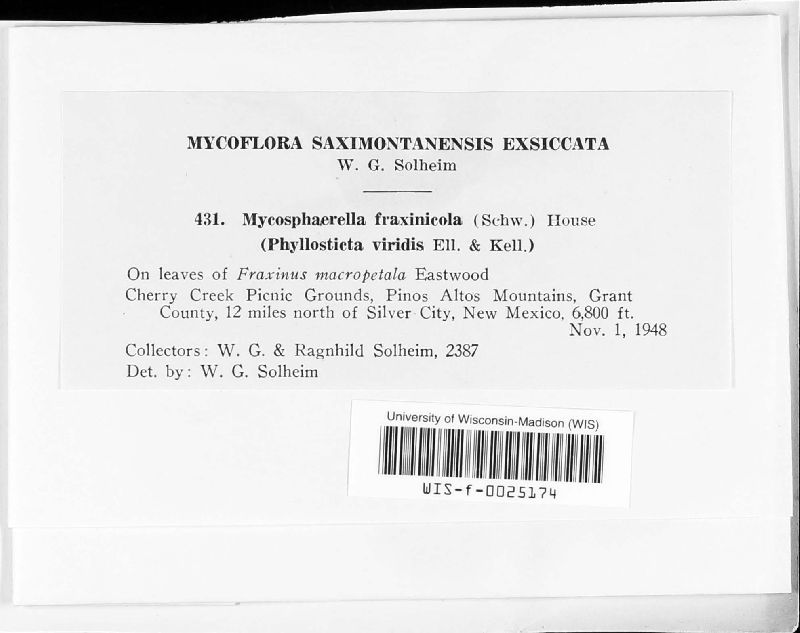 MYCOFLORA SAXIMONTANENSIS EXSICCATA
W. G. Solheim
431. Mycosphaerella fraxinicola (Schw.) House
(Phyllosticta viridis Ell. & Kell.)
On leaves of Fraxinus macropetala Eastwood
Cherry Creek Picnic Grounds, Pinos Altos Mountains, Grant
County, 12 miles north of Silver City, New Mexico, 6,800 ft.
Nov. 1, 1948
Collectors: W. G. & Ragnhild Solheim, 2387
Det. by: W. G. Solheim
University of Wisconsin-Madison (WIS)
WIS-f-0025174